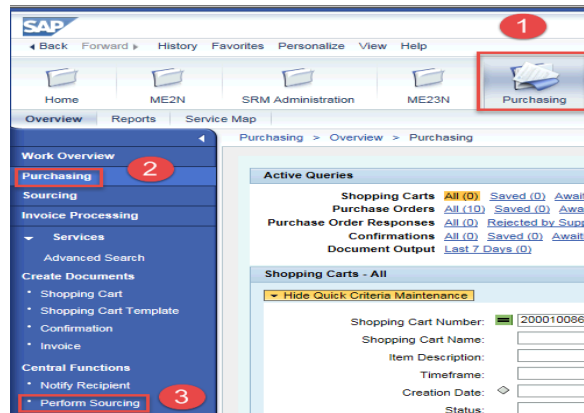 SAP
1
Back Forward History Favorites Personalize View Help
Home ME2N SRM Administration ME23N Purchasing
Overview Reports Service Map
Purchasing > Overview > Purchasing
Work Overview
Purchasing
2
Sourcing
Invoice Processing
Services
Advanced Search
Create Documents
Shopping Cart
Shopping Cart Template
Confirmation
Invoice
Central Functions
Notify Recipient
Perform Sourcing
3
Active Queries
Shopping Carts All (0) Saved (0) Await
Purchase Orders All (10) Saved (0) Awa
Purchase Order Responses All (0) Rejected by Supp
Confirmations All (0) Saved (0) Await
Document Output Last 7 Days (0)
Shopping Carts - All
Hide Quick Criteria Maintenance
Shopping Cart Number: 200010086
Shopping Cart Name:
Item Description:
Timeframe:
Creation Date:
Status: